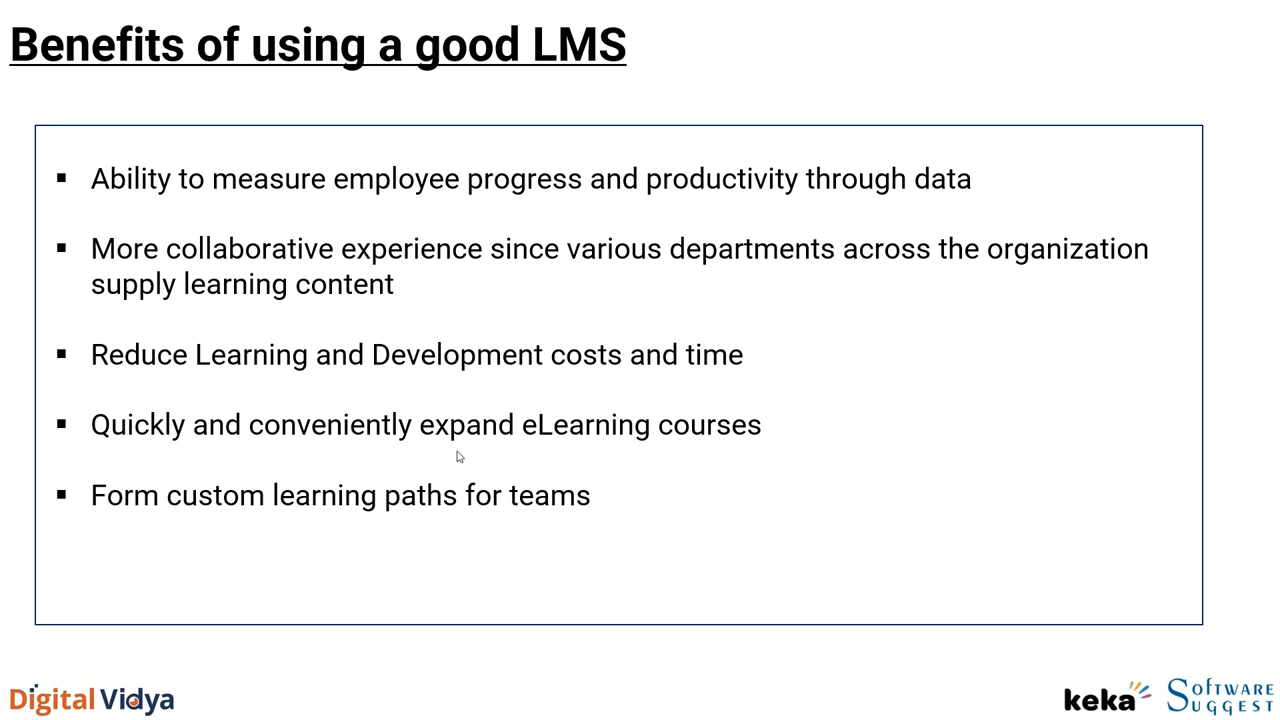 Benefits of using a good LMS
▪ Ability to measure employee progress and productivity through data
▪ More collaborative experience since various departments across the organization
supply learning content
▪ Reduce Learning and Development costs and time
▪ Quickly and conveniently expand eLearning courses
▪ Form custom learning paths for teams
Digital Vidya
keka
SOFTWARE
SUGGEST